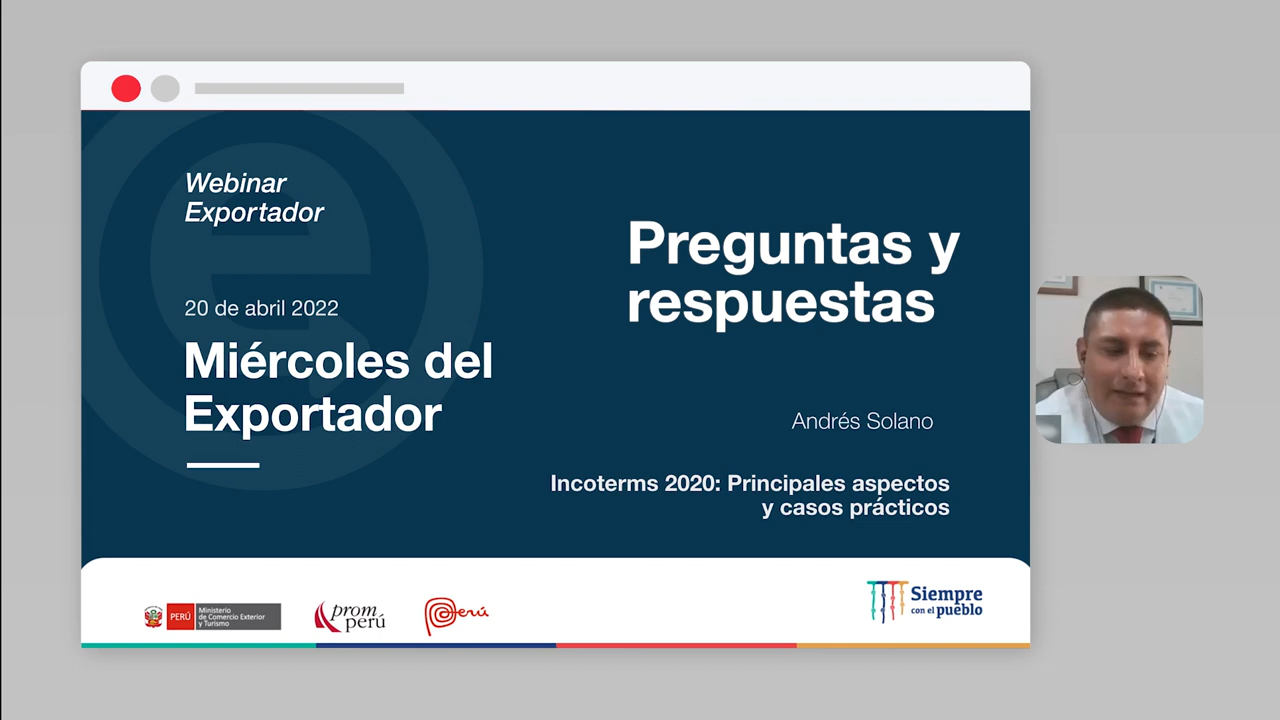 Webinar
Exportador
20 de abril 2022
Miércoles del
Exportador
Preguntas y
respuestas
Andrés Solano
Incoterms 2020: Principales aspectos
y casos prácticos
PERÚ
Ministerio
de Comercio Exterior
y Turismo
prom
perú
Perú
Siempre
con el pueblo